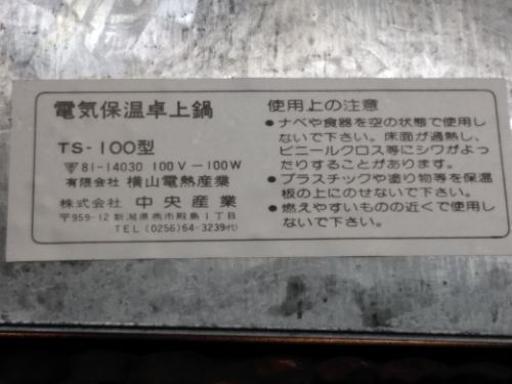 電気保温卓上鍋
TS-100型
〒81-14030 100V－100W
有限会社 横山電熱産業
株式会社 中央産業
〒959-12 新潟県燕市殿島1丁目
TEL (0256)64-3239㈹
使用上の注意
●ナベや食器を空の状態で使用し
ないで下さい。床面が過熱し、
ビニールクロス等にシワがよっ
たりすることがあります。
●プラスチックや塗り物等を保温
板の上にのせないで下さい。
●燃えやすいものの近くで使用し
ないで下さい。